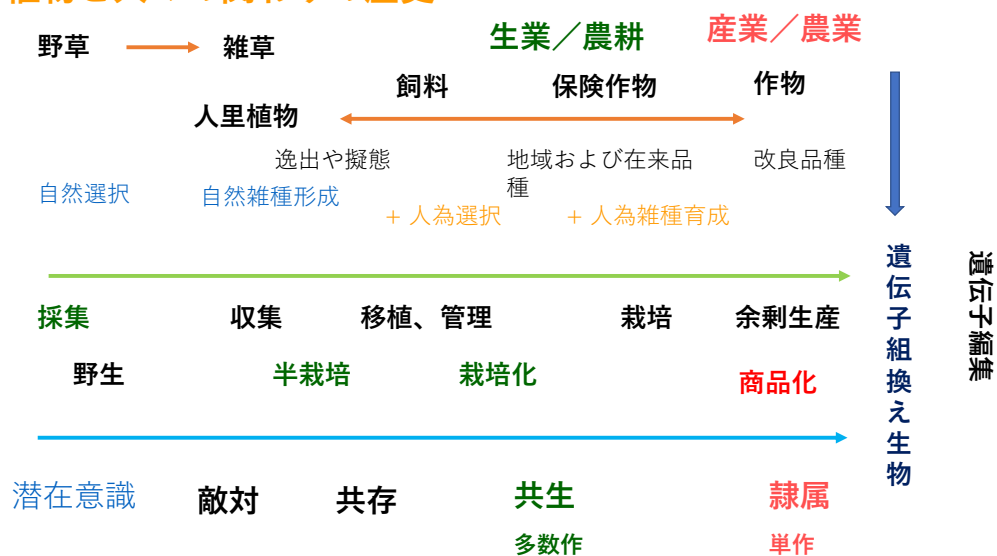 野草
雑草
生業／農耕
産業／農業
飼料
保険作物
作物
人里植物
逸出や擬態
地域および在来品
種
改良品種
自然選択
自然雑種形成
+ 人為選択
+ 人為雑種育成
採集
収集
移植、管理
栽培
余剰生産
野生
半栽培
栽培化
商品化
遺伝子組換え生物
遺伝子編集
潜在意識
敵対
共存
共生
隷属
多数作
単作